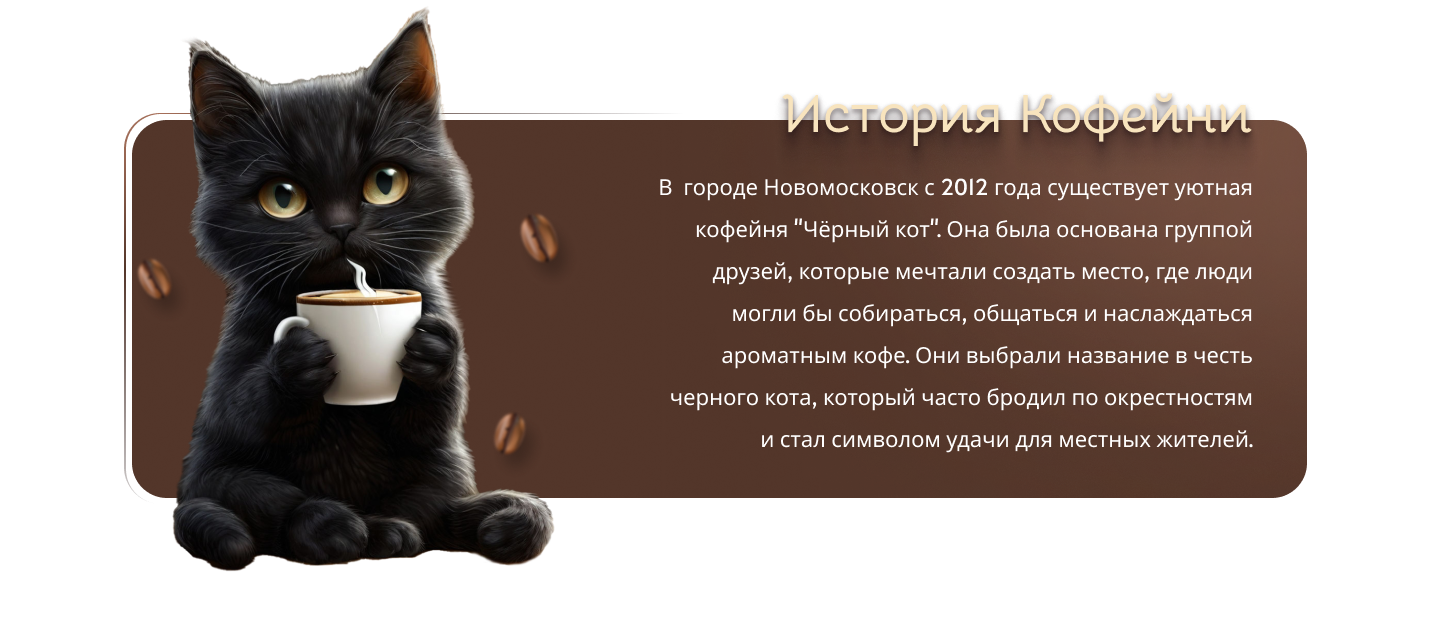 История Кофейни
В городе Новомосковск с 2012 года существует уютная
кофейня "Чёрный кот". Она была основана группой
друзей, которые мечтали создать место, где люди
могли бы собираться, общаться и наслаждаться
ароматным кофе. Они выбрали название в честь
черного кота, который часто бродил по окрестностям
и стал символом удачи для местных жителей.